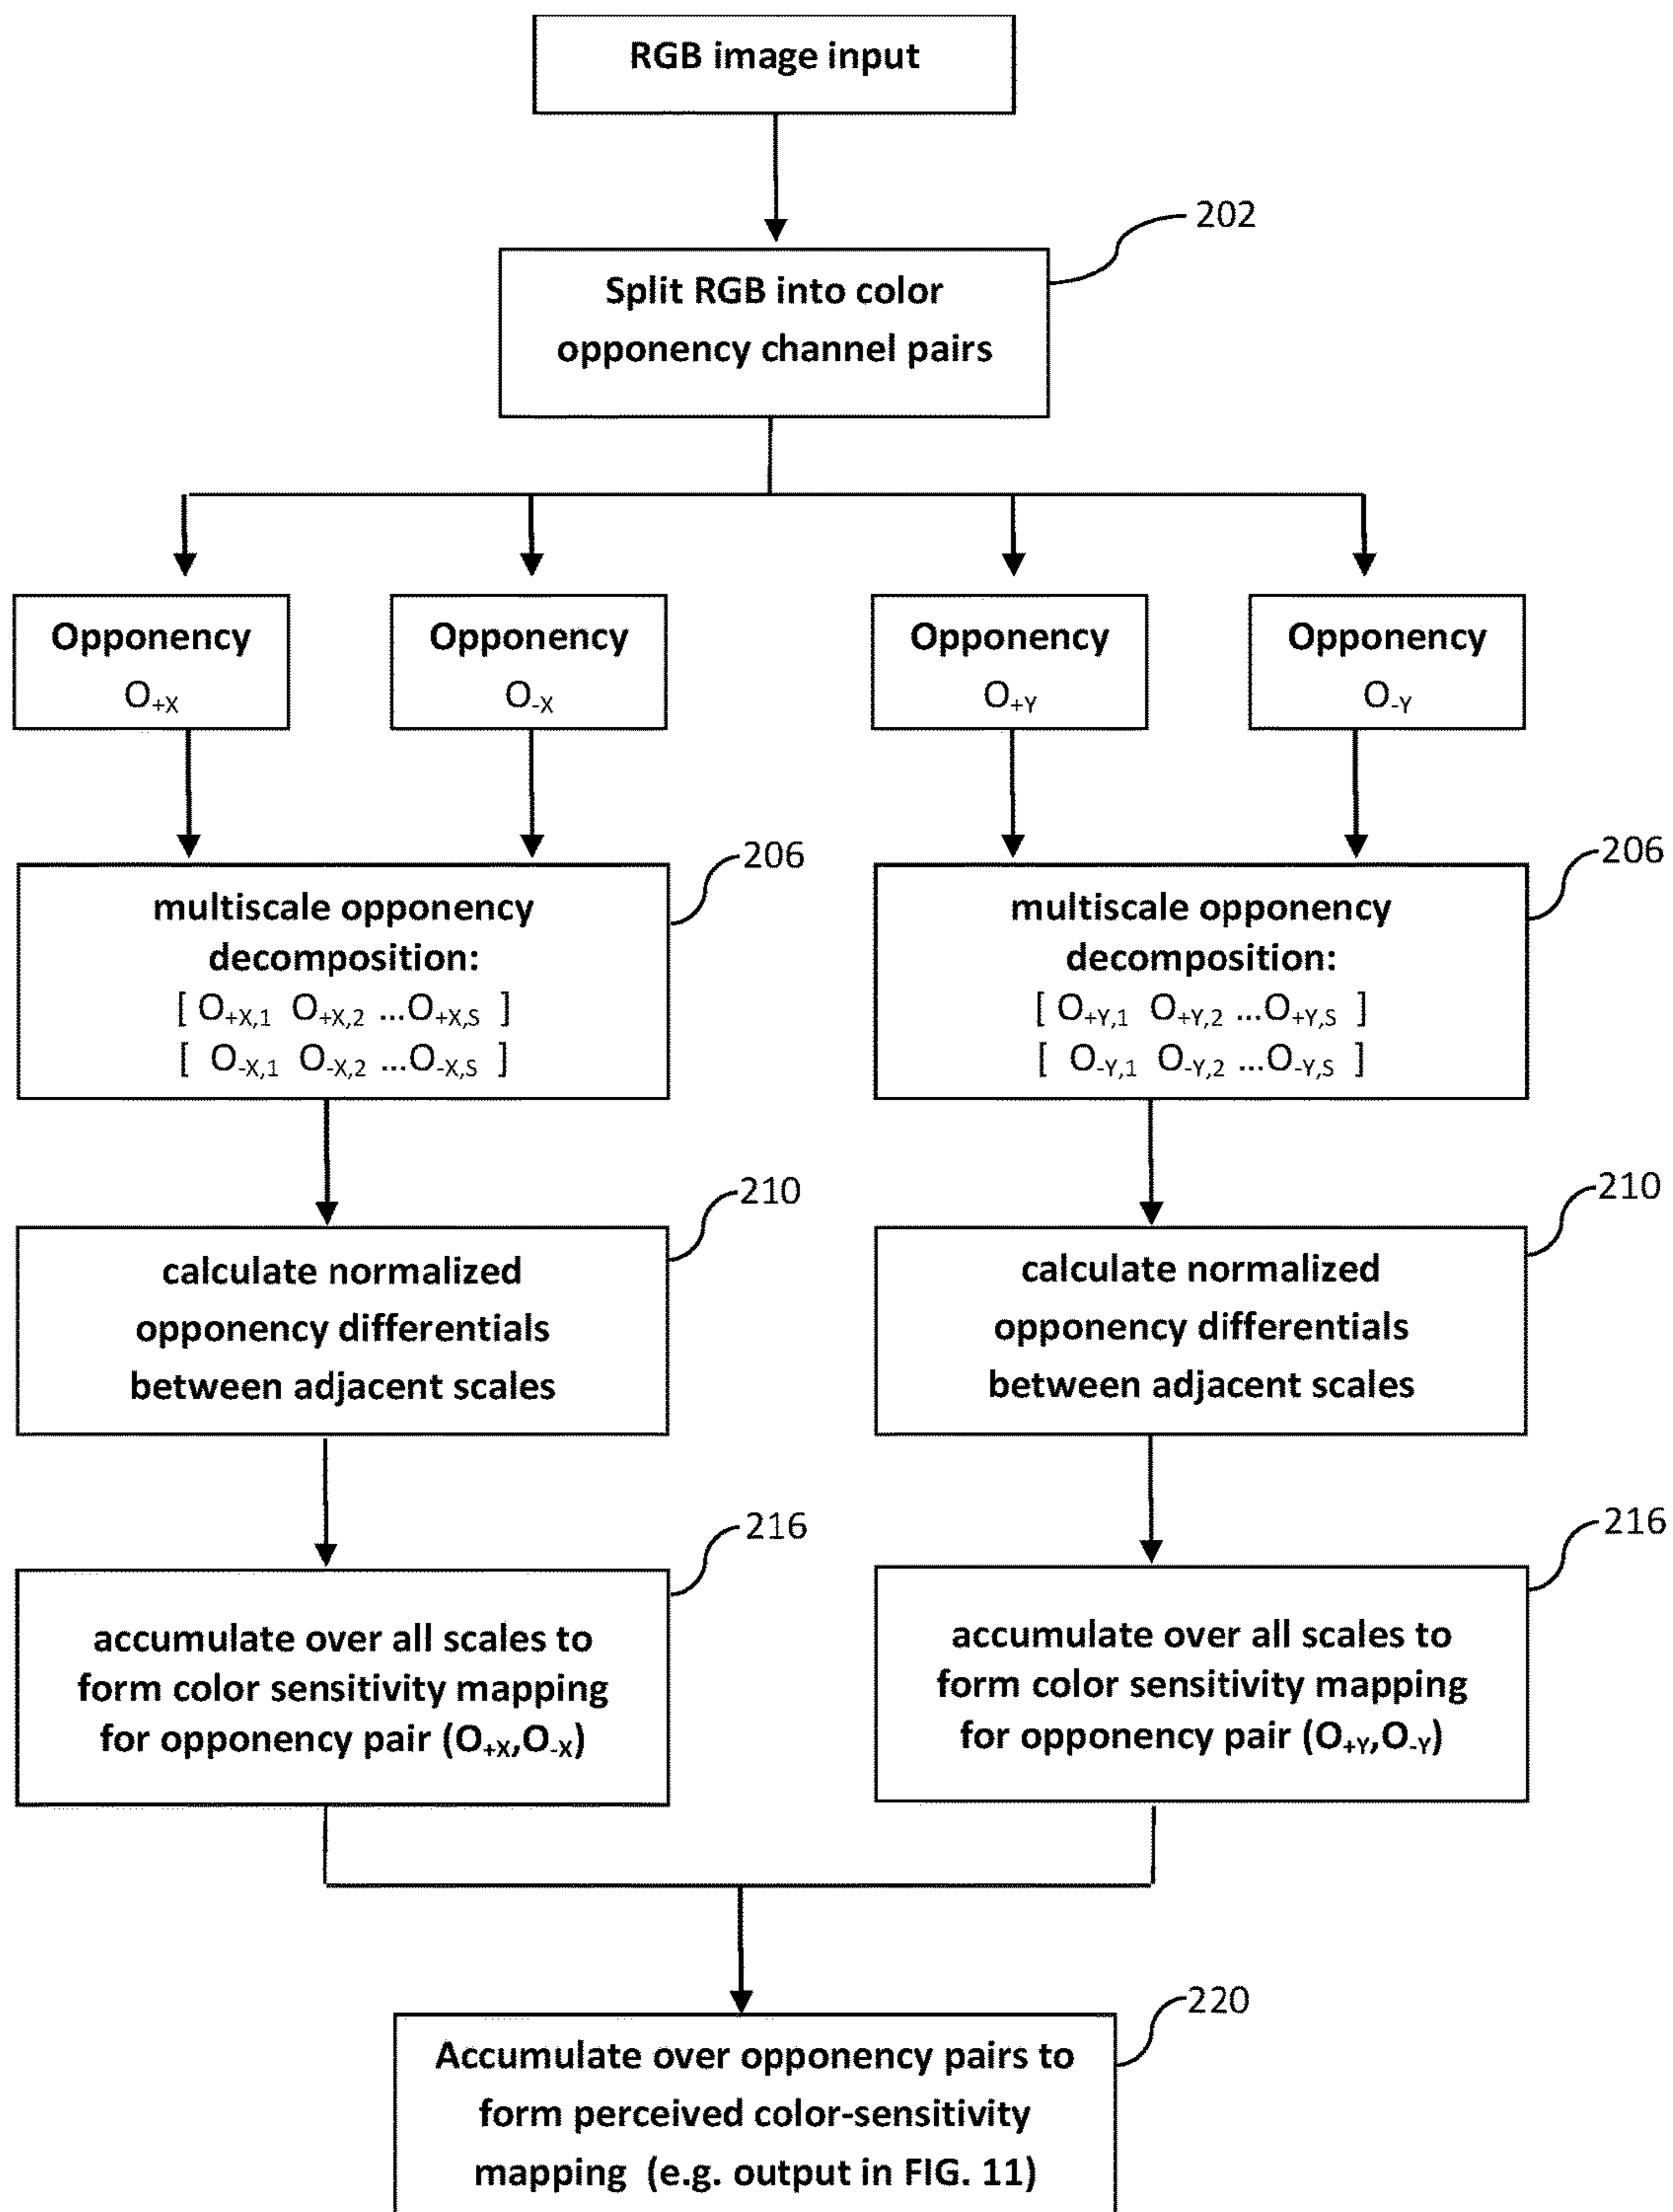 RGB image input
202
Split RGB into color
opponency channel pairs
Opponency
O+X
Opponency
O-X
Opponency
O+Y
Opponency
O-Y
206
multiscale opponency
decomposition:
[ O+X,1 O+X,2 ...O+X,S ]
[ O-X,1 O-X,2 ...O-X,S ]
206
multiscale opponency
decomposition:
[ O+Y,1 O+Y,2 ...O+Y,S ]
[ O-Y,1 O-Y,2 ...O-Y,S ]
210
calculate normalized
opponency differentials
between adjacent scales
210
calculate normalized
opponency differentials
between adjacent scales
216
accumulate over all scales to
form color sensitivity mapping
for opponency pair (O+X,O-X)
216
accumulate over all scales to
form color sensitivity mapping
for opponency pair (O+Y,O-Y)
220
Accumulate over opponency pairs to
form perceived color-sensitivity
mapping (e.g. output in FIG. 11)